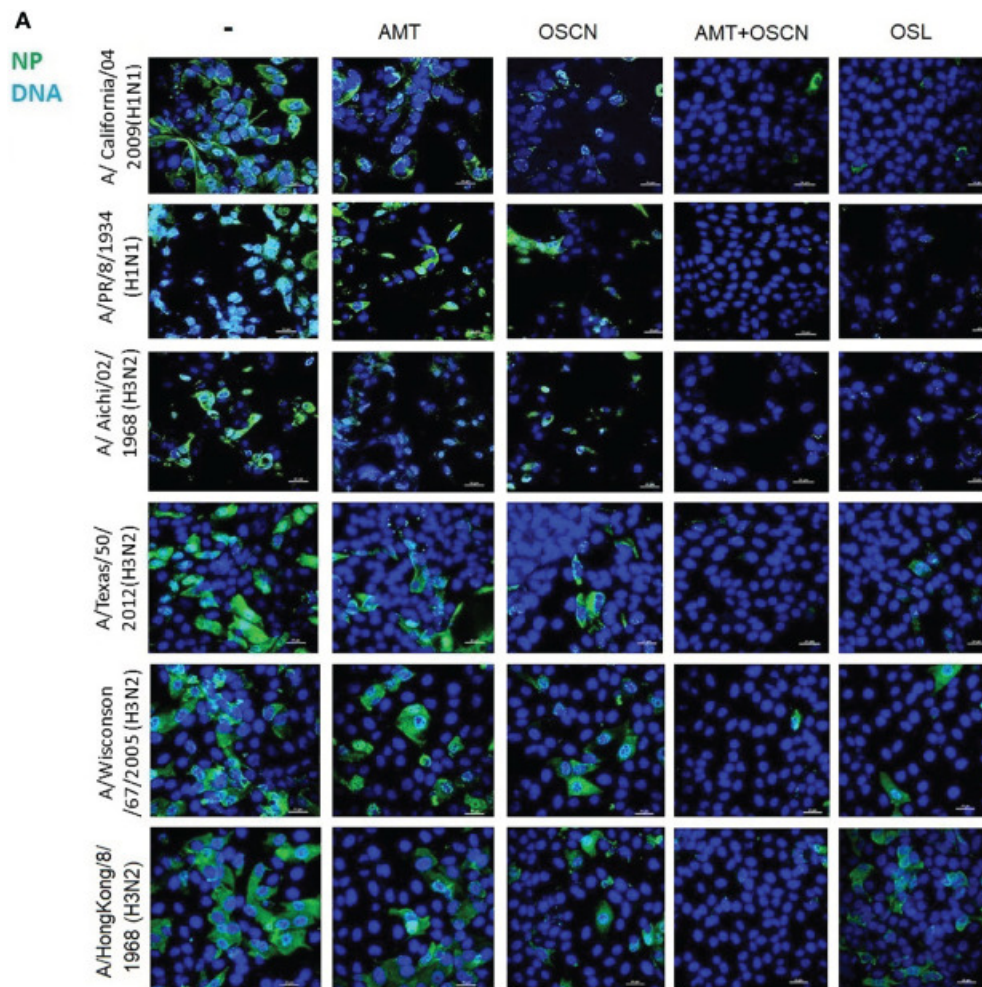 A
NP
DNA
- AMT OSCN AMT+OSCN OSL
A/ California/04
2009(H1N1)
A/PR/8/1934
(H1N1)
A/ Aichi/02/
1968 (H3N2)
A/Texas/50/
2012(H3N2)
A/Wisconson
/67/2005 (H3N2)
A/HongKong/8/
1968 (H3N2)